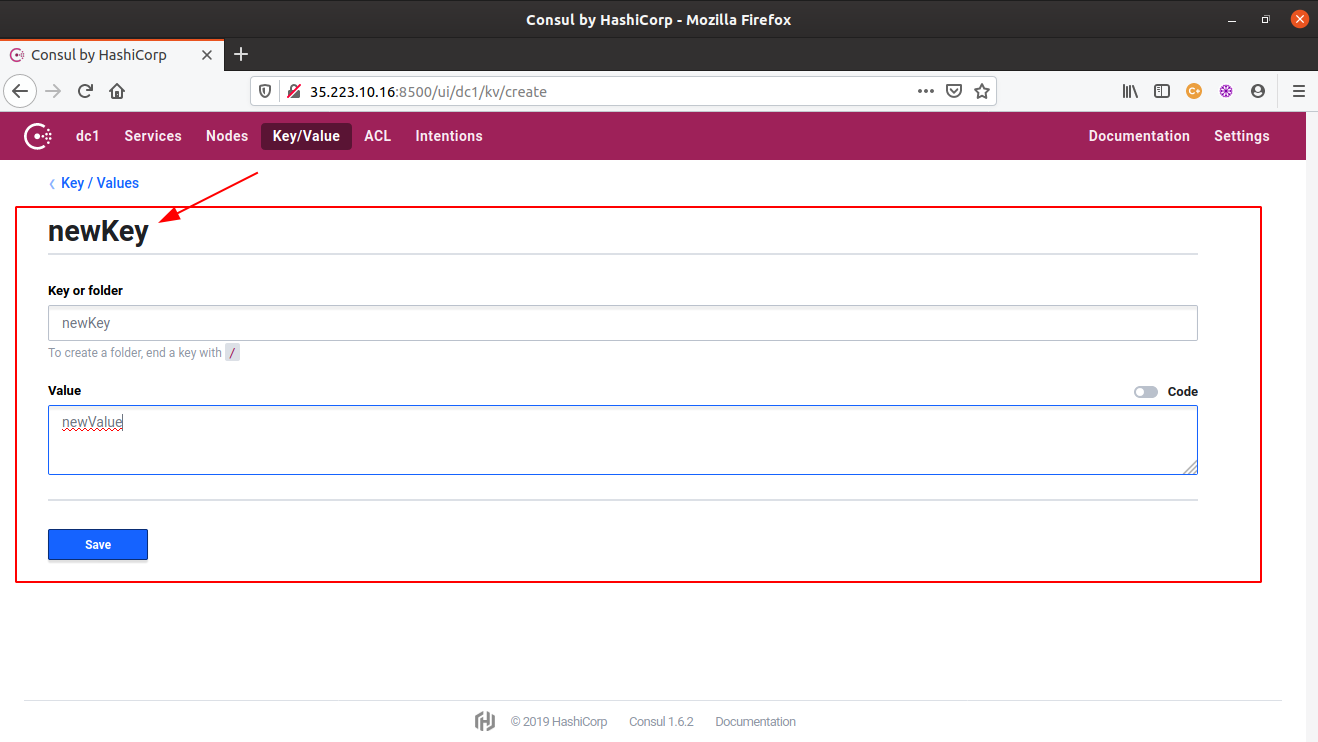 Consul by HashiCorp - Mozilla Firefox
Consul by HashiCorp
35.223.10.16:8500/ui/dc1/kv/create
dc1 Services Nodes Key/Value ACL Intentions Documentation Settings
Key / Values
newKey
Key or folder
newKey
To create a folder, end a key with /
Value Code
newValue
Save
© 2019 HashiCorp Consul 1.6.2 Documentation